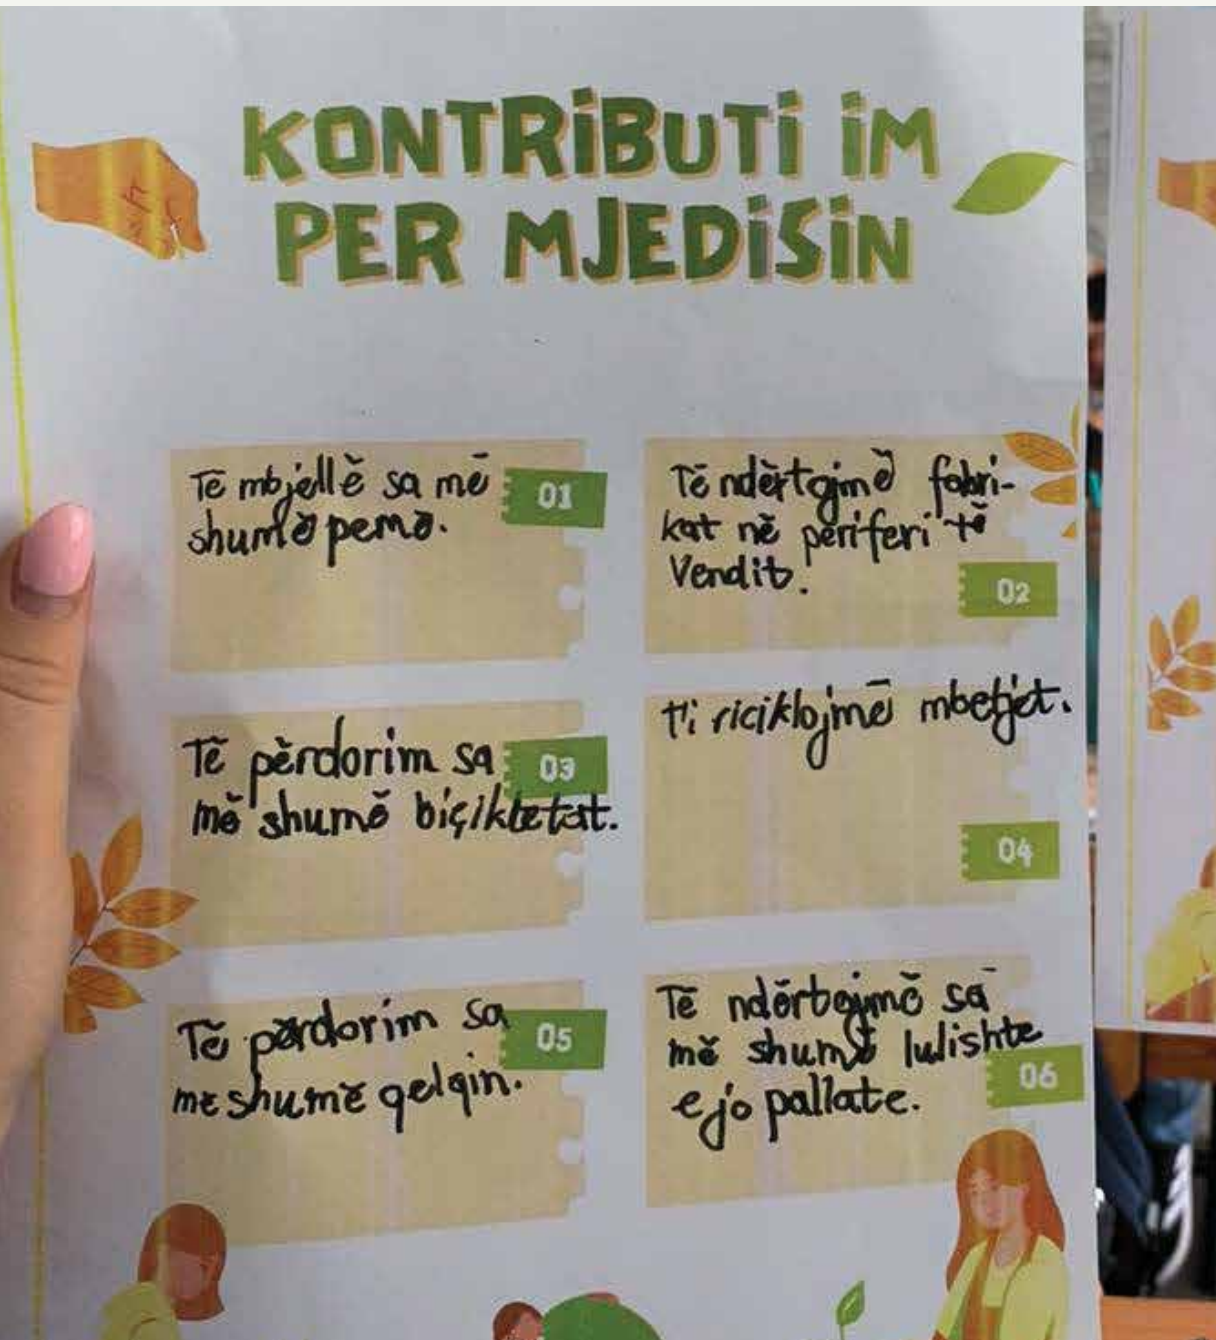 KONTRIBUTI IM
PER MJEDISIN
Të mbjellë sa më
shumë pemë.
01
Të ndërtojmë fabri-
kat në periferi të
Vendit.
02
Të përdorim sa
më shumë biçikletat.
03
t'i riciklojmë mbetjet.
04
Të përdorim sa
me shumë qelqin.
05
Të ndërtojmë sa
më shumë lulishte
e jo pallate.
06